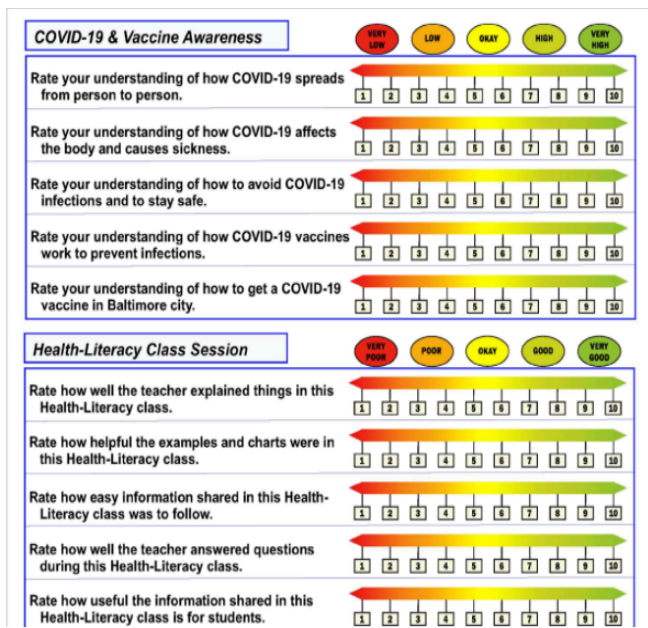 COVID-19 & Vaccine Awareness
VERY LOW LOW OKAY HIGH VERY HIGH
Rate your understanding of how COVID-19 spreads
from person to person.
1 2 3 4 5 6 7 8 9 10
Rate your understanding of how COVID-19 affects
the body and causes sickness.
1 2 3 4 5 6 7 8 9 10
Rate your understanding of how to avoid COVID-19
infections and to stay safe.
1 2 3 4 5 6 7 8 9 10
Rate your understanding of how COVID-19 vaccines
work to prevent infections.
1 2 3 4 5 6 7 8 9 10
Rate your understanding of how to get a COVID-19
vaccine in Baltimore city.
1 2 3 4 5 6 7 8 9 10
Health-Literacy Class Session
VERY POOR POOR OKAY GOOD VERY GOOD
Rate how well the teacher explained things in this
Health-Literacy class.
1 2 3 4 5 6 7 8 9 10
Rate how helpful the examples and charts were in
this Health-Literacy class.
1 2 3 4 5 6 7 8 9 10
Rate how easy information shared in this Health-
Literacy class was to follow.
1 2 3 4 5 6 7 8 9 10
Rate how well the teacher answered questions
during this Health-Literacy class.
1 2 3 4 5 6 7 8 9 10
Rate how useful the information shared in this
Health-Literacy class is for students.
1 2 3 4 5 6 7 8 9 10